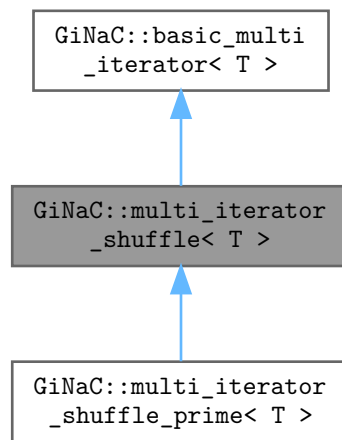 GiNaC::basic_multi
_iterator< T >
GiNaC::multi_iterator
_shuffle< T >
GiNaC::multi_iterator
_shuffle_prime< T >